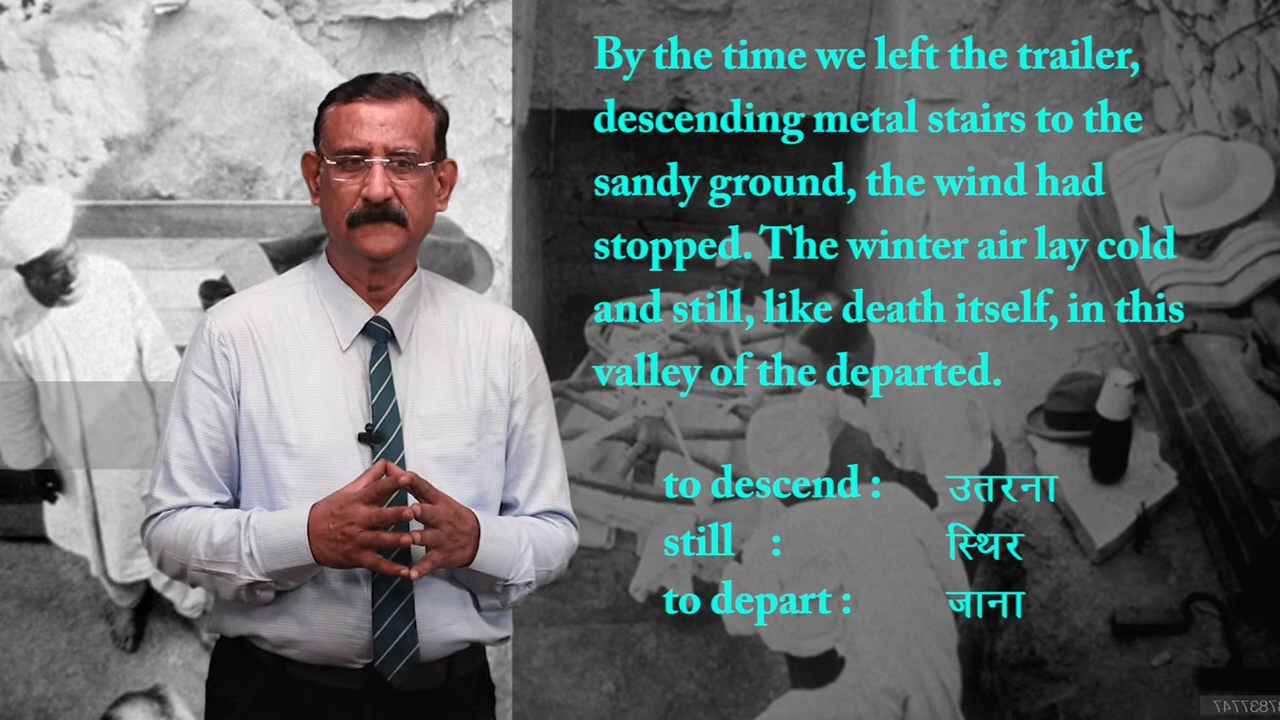 By the time we left the trailer,
descending metal stairs to the
sandy ground, the wind had
stopped. The winter air lay cold
and still, like death itself, in this
valley of the departed.
to descend : उतरना
still : स्थिर
to depart : जाना